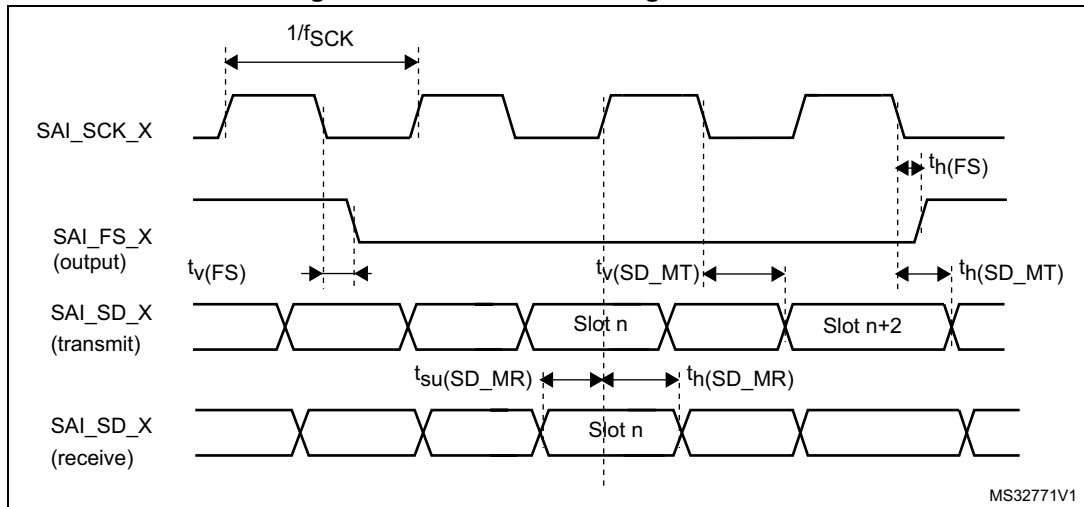 1/fSCK
SAI_SCK_X
th(FS)
SAI_FS_X
(output)
tv(FS)
tv(SD_MT)
th(SD_MT)
SAI_SD_X
(transmit)
Slot n
Slot n+2
tsu(SD_MR)
th(SD_MR)
SAI_SD_X
(receive)
Slot n
MS32771V1